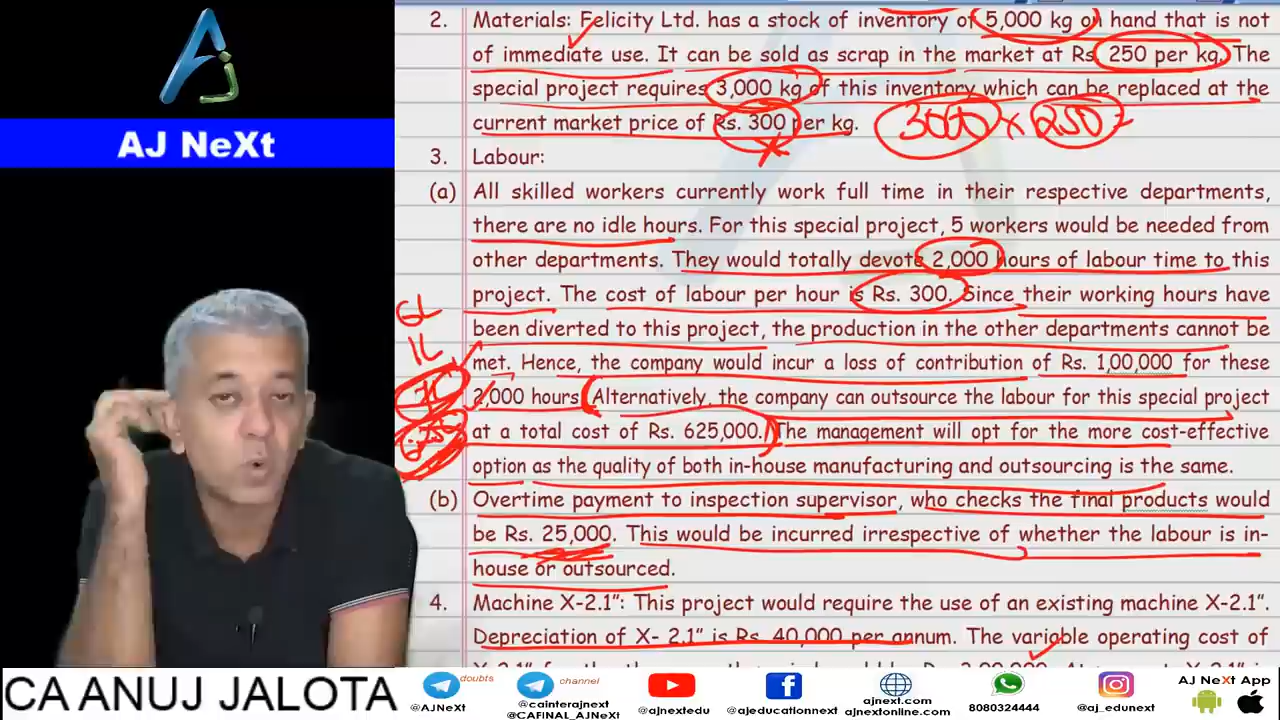 2. Materials: Felicity Ltd. has a stock of inventory of 5,000 kg on hand that is not
of immediate use. It can be sold as scrap in the market at Rs. 250 per kg. The
special project requires 3,000 kg of this inventory which can be replaced at the
current market price of Rs. 300 per kg. 3000 x 250 =
3. Labour:
(a) All skilled workers currently work full time in their respective departments,
there are no idle hours. For this special project, 5 workers would be needed from
other departments. They would totally devote 2,000 hours of labour time to this
project. The cost of labour per hour is Rs. 300. Since their working hours have
been diverted to this project, the production in the other departments cannot be
met. Hence, the company would incur a loss of contribution of Rs. 1,00,000 for these
2,000 hours. Alternatively, the company can outsource the labour for this special project
at a total cost of Rs. 625,000. The management will opt for the more cost-effective
option as the quality of both in-house manufacturing and outsourcing is the same.
(b) Overtime payment to inspection supervisor, who checks the final products would
be Rs. 25,000. This would be incurred irrespective of whether the labour is in-
house or outsourced.
4. Machine X-2.1”: This project would require the use of an existing machine X-2.1”.
Depreciation of X- 2.1” is Rs. 40,000 per annum. The variable operating cost of
6L
1L
7L
6.25L
AJ
AJ NeXt
CA ANUJ JALOTA
doubts
@AJNeXt
channel
@cainterajnext
@CAFINAL_AJNeXt
@ajnextedu
@ajeducationnext
ajnext.com
ajnextonline.com
8080324444
@aj_edunext
AJ NeXt App